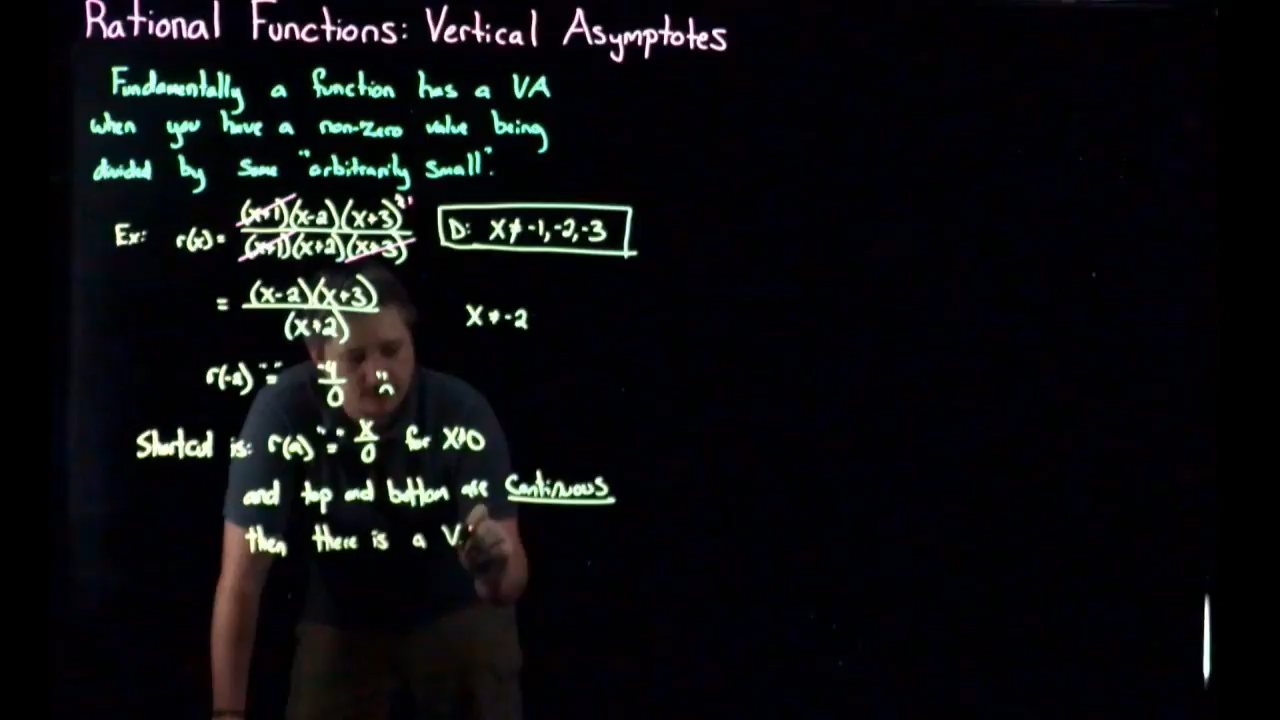 Rational Functions: Vertical Asymptotes
Fundamentally a function has a VA
when you have a non-zero value being
divided by some "arbitrarily small".
Ex: r(x) = (x+1)(x-2)(x+3)²' / (x+1)(x+2)(x+3) D: x ≠ -1, -2, -3
= (x-2)(x+3) / (x+2) x ≠ -2
r(-2) "=" -4/0
Shortcut is: r(a) "=" x/0 for x≠0
and top and bottom are continuous
then there is a V